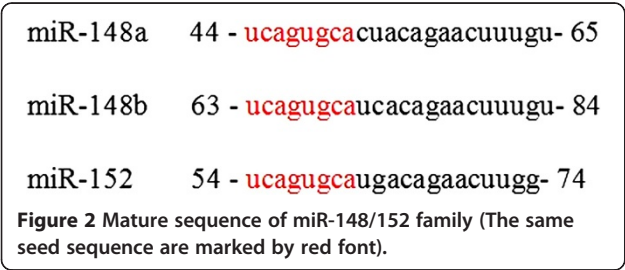 miR-148a 44 - ucagugcacuacagaacuuugu- 65
miR-148b 63 - ucagugcaucacagaacuuugu- 84
miR-152 54 - ucagugcaugacagaacuugg- 74
Figure 2 Mature sequence of miR-148/152 family (The same
seed sequence are marked by red font).